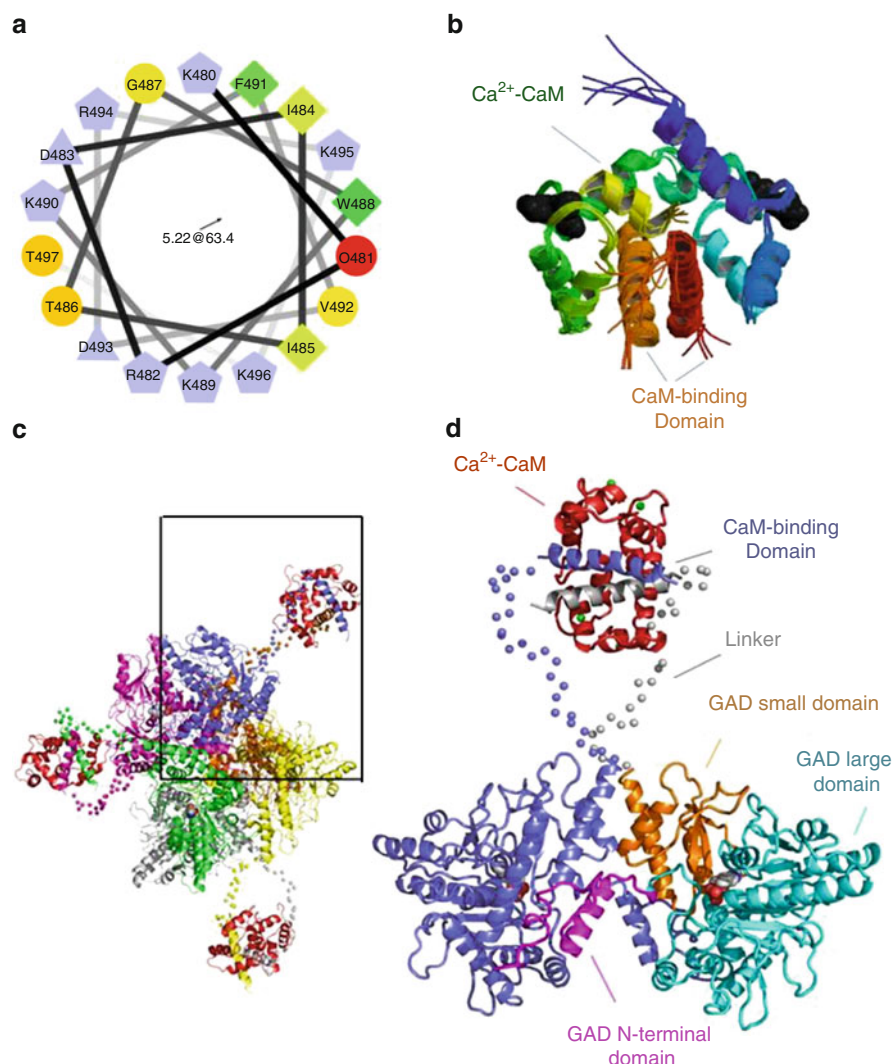 a
G487
K480
F491
R494
I484
D483
K495
K490
W488
5.22@63.4
T497
O481
T486
V492
D493
I485
R482
K489
K496
b
Ca2+-CaM
CaM-binding
Domain
c
d
Ca2+-CaM
CaM-binding
Domain
Linker
GAD small domain
GAD large
domain
GAD N-terminal
domain